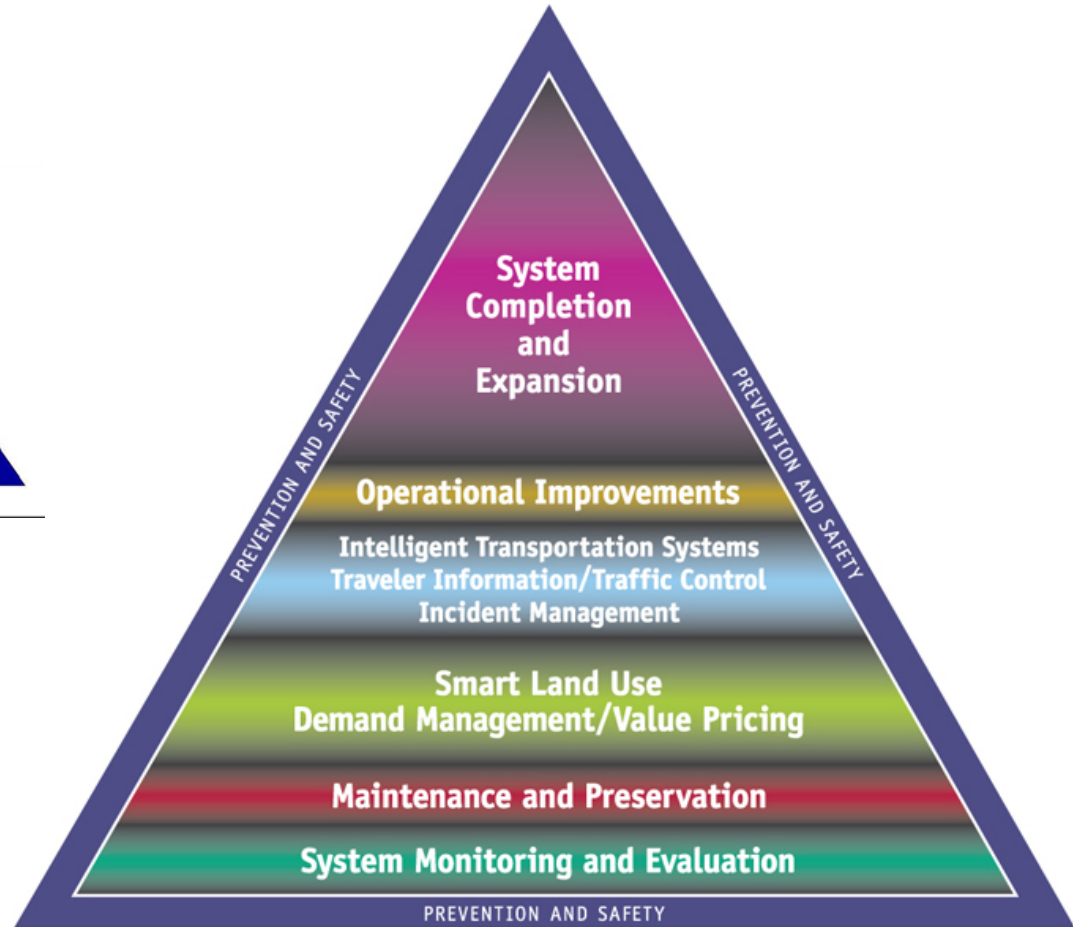 System
Completion
and
Expansion
PREVENTION AND SAFETY
PREVENTION AND SAFETY
Operational Improvements
Intelligent Transportation Systems
Traveler Information/Traffic Control
Incident Management
Smart Land Use
Demand Management/Value Pricing
Maintenance and Preservation
System Monitoring and Evaluation
PREVENTION AND SAFETY